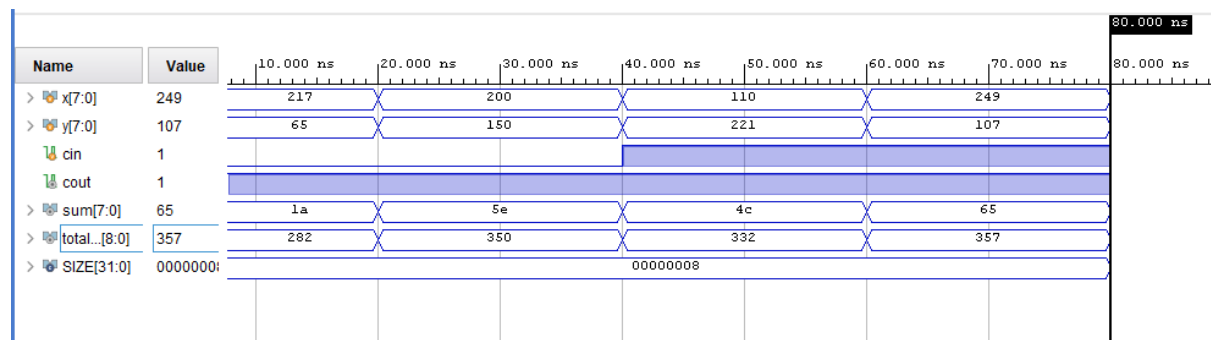 80.000 ns
Name Value 10.000 ns 20.000 ns 30.000 ns 40.000 ns 50.000 ns 60.000 ns 70.000 ns 80.000 ns
x[7:0] 249 217 200 110 249
y[7:0] 107 65 150 221 107
cin 1
cout 1
sum[7:0] 65 1a 5e 4c 65
total...[8:0] 357 282 350 332 357
SIZE[31:0] 0000000 00000008